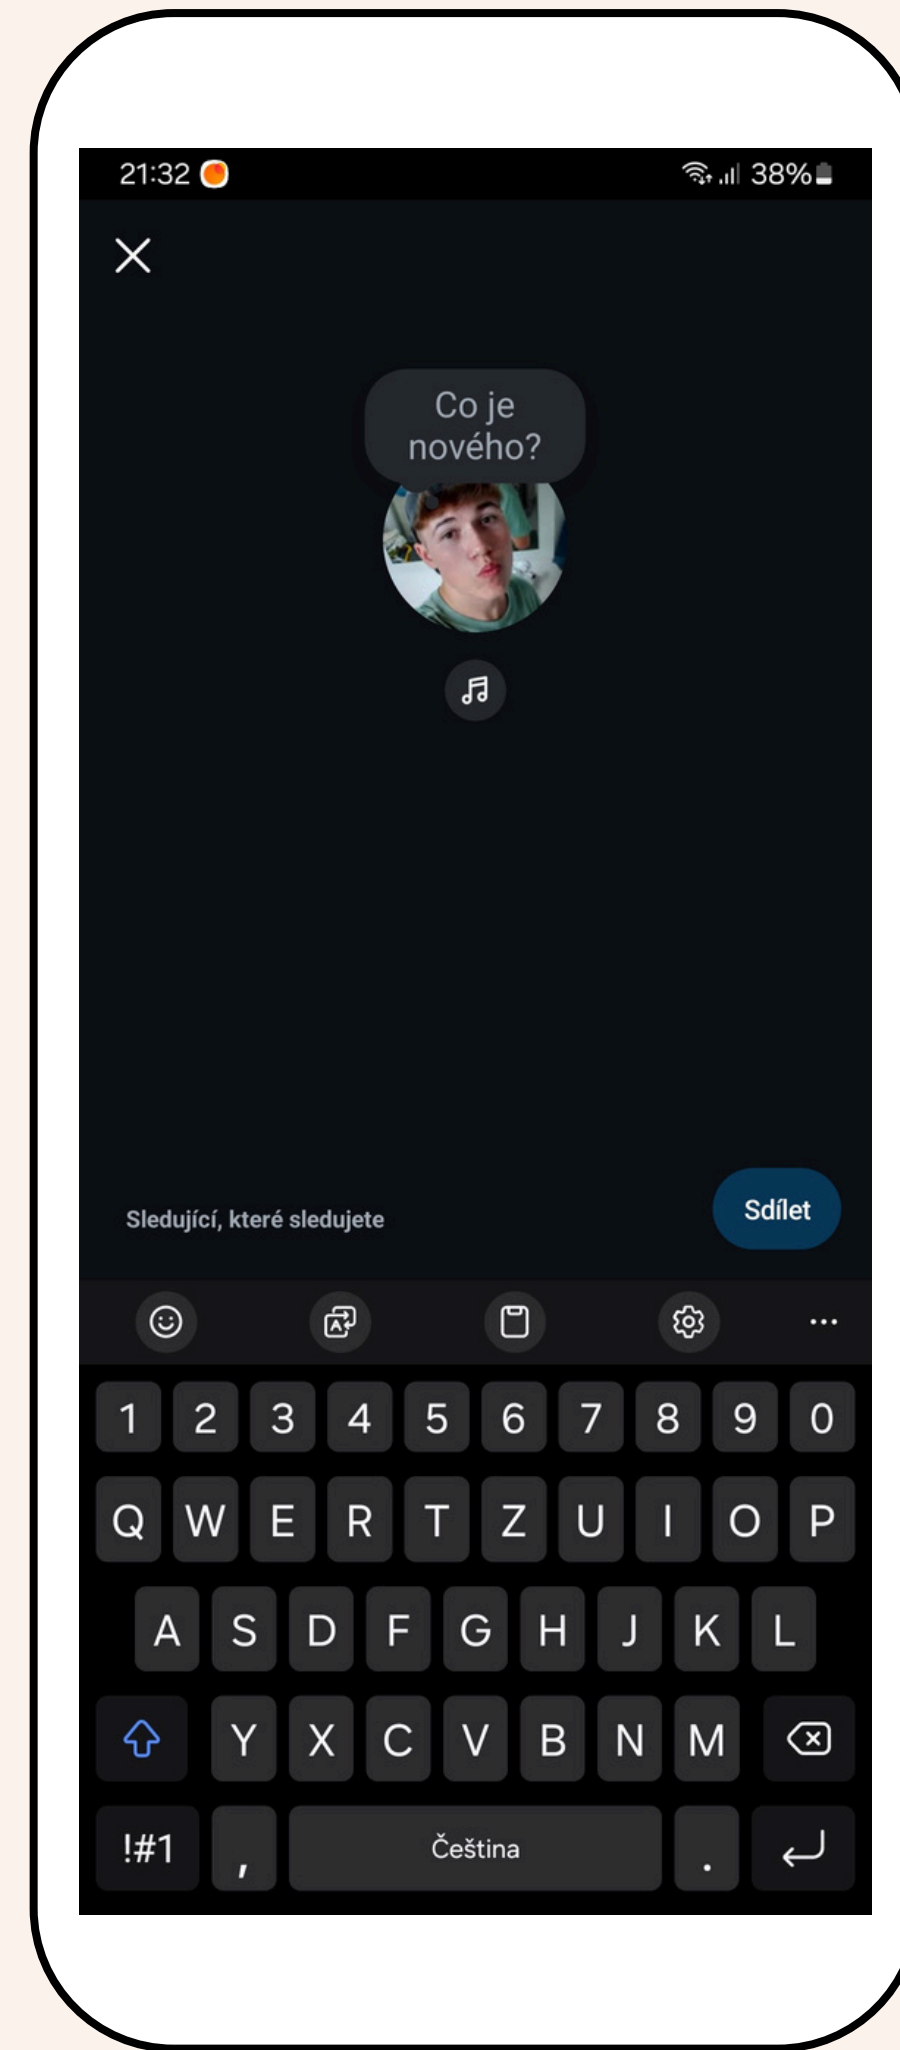 21:32 38%
Co je
nového?
Sledující, které sledujete
Sdílet
1 2 3 4 5 6 7 8 9 0
Q W E R T Z U I O P
A S D F G H J K L
Y X C V B N M
!#1 , Čeština .